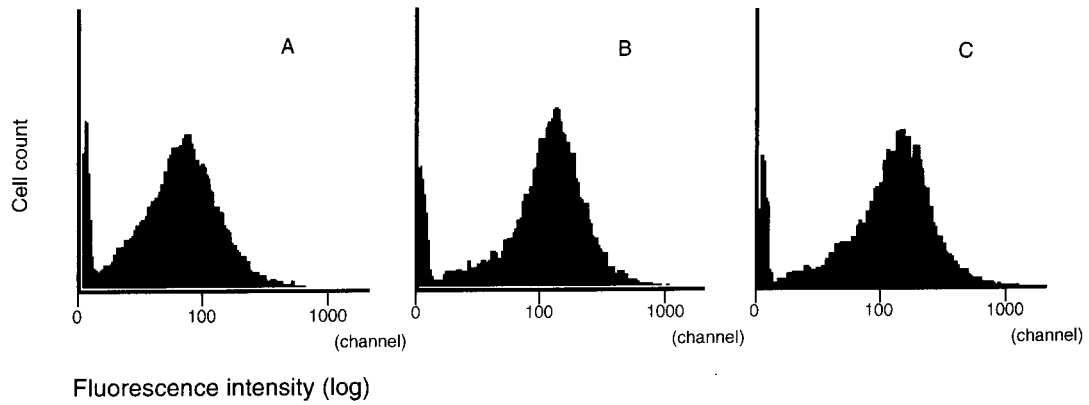 A
B
C
Cell count
0 100 1000
(channel)
0 100 1000
(channel)
0 100 1000
(channel)
Fluorescence intensity (log)